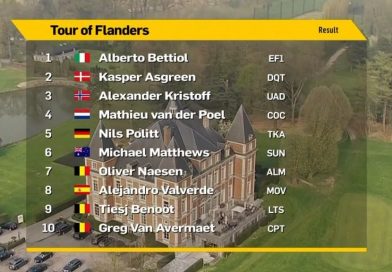 Tour of Flanders Result
1 Alberto Bettiol EF1
2 Kasper Asgreen DQT
3 Alexander Kristoff UAD
4 Mathieu van der Poel COC
5 Nils Politt TKA
6 Michael Matthews SUN
7 Oliver Naesen ALM
8 Alejandro Valverde MOV
9 Tiesj Benoot LTS
10 Greg Van Avermaet CPT